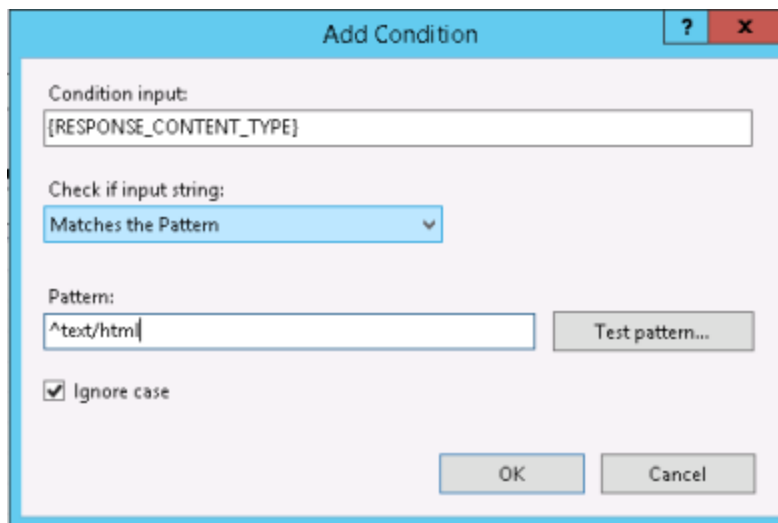 Add Condition
?
x
Condition input:
{RESPONSE_CONTENT_TYPE}
Check if input string:
Matches the Pattern
Pattern:
^text/html
Test pattern...
Ignore case
OK
Cancel